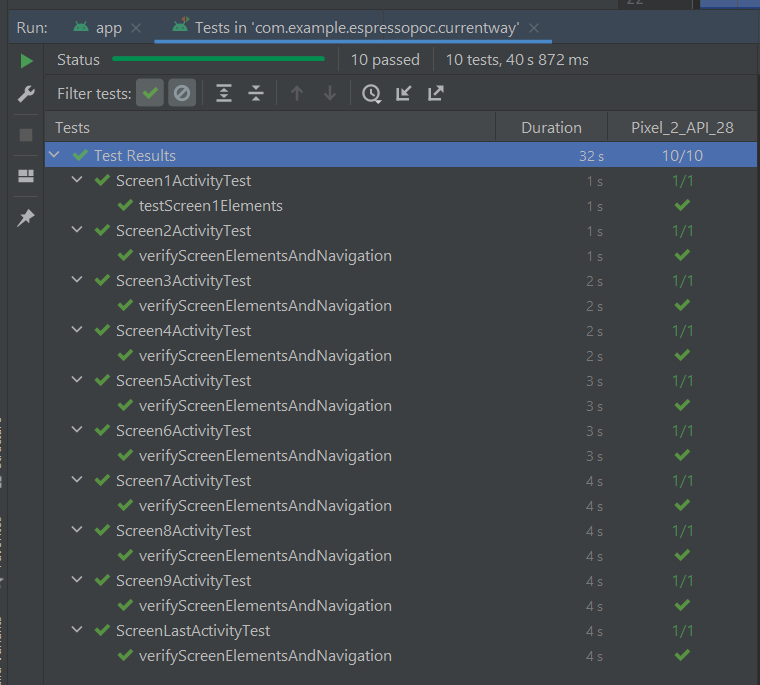 22
Run: app Tests in 'com.example.espressopoc.currentway'
Status 10 passed 10 tests, 40 s 872 ms
Filter tests:
Tests Duration Pixel_2_API_28
Test Results 32 s 10/10
Screen1ActivityTest 1 s 1/1
testScreen1Elements 1 s
Screen2ActivityTest 1 s 1/1
verifyScreenElementsAndNavigation 1 s
Screen3ActivityTest 2 s 1/1
verifyScreenElementsAndNavigation 2 s
Screen4ActivityTest 2 s 1/1
verifyScreenElementsAndNavigation 2 s
Screen5ActivityTest 3 s 1/1
verifyScreenElementsAndNavigation 3 s
Screen6ActivityTest 3 s 1/1
verifyScreenElementsAndNavigation 3 s
Screen7ActivityTest 4 s 1/1
verifyScreenElementsAndNavigation 4 s
Screen8ActivityTest 4 s 1/1
verifyScreenElementsAndNavigation 4 s
Screen9ActivityTest 4 s 1/1
verifyScreenElementsAndNavigation 4 s
ScreenLastActivityTest 4 s 1/1
verifyScreenElementsAndNavigation 4 s